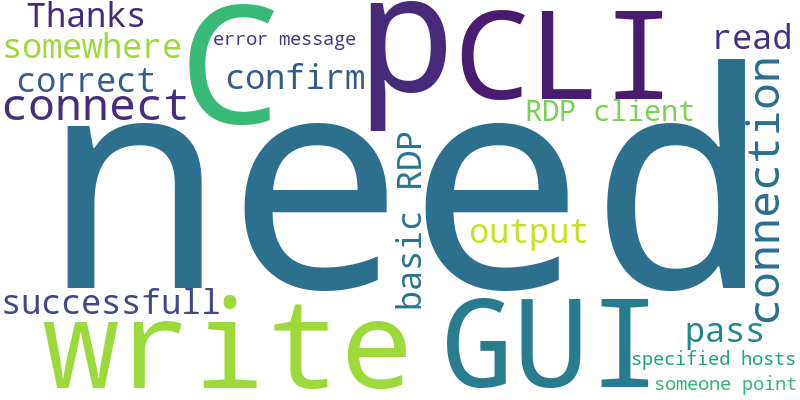 Thanks
somewhere
correct
connect
C
error message
confirm
p
CLI
read
RDP client
connection
need
basic RDP
output
successfull
write
GUI
pass
specified hosts
someone point